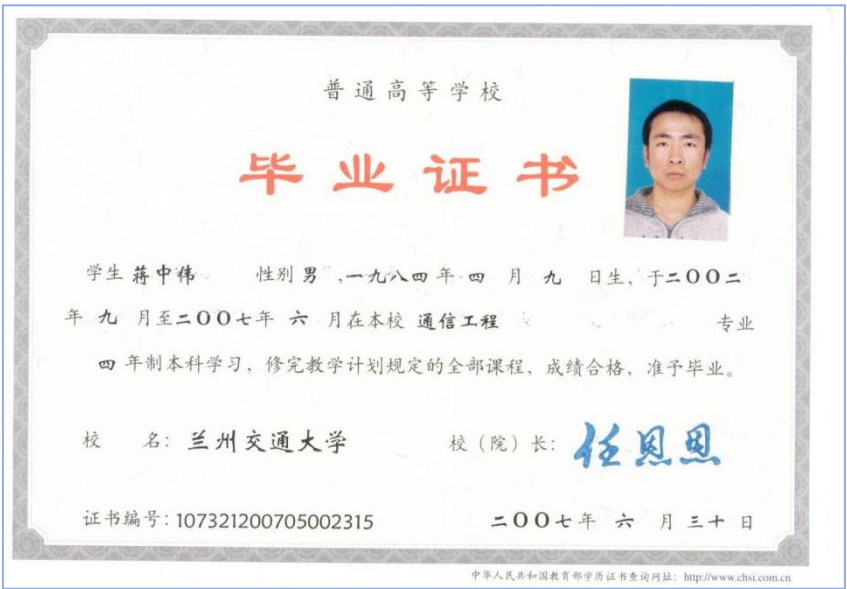 普通高等学校
毕业证书
学生 蒋中伟 性别 男 ,一九八四年 四 月 九 日生, 于二〇〇二
年 九 月至二〇〇七年 六 月在本校 通信工程 专业
四 年制本科学习, 修完教学计划规定的全部课程, 成绩合格, 准予毕业。
校 名: 兰州交通大学 校 (院) 长: 任恩恩
证书编号: 107321200705002315 二〇〇七年 六 月 三十 日
中华人民共和国教育部学历证书查询网址: http://www.chsi.com.cn